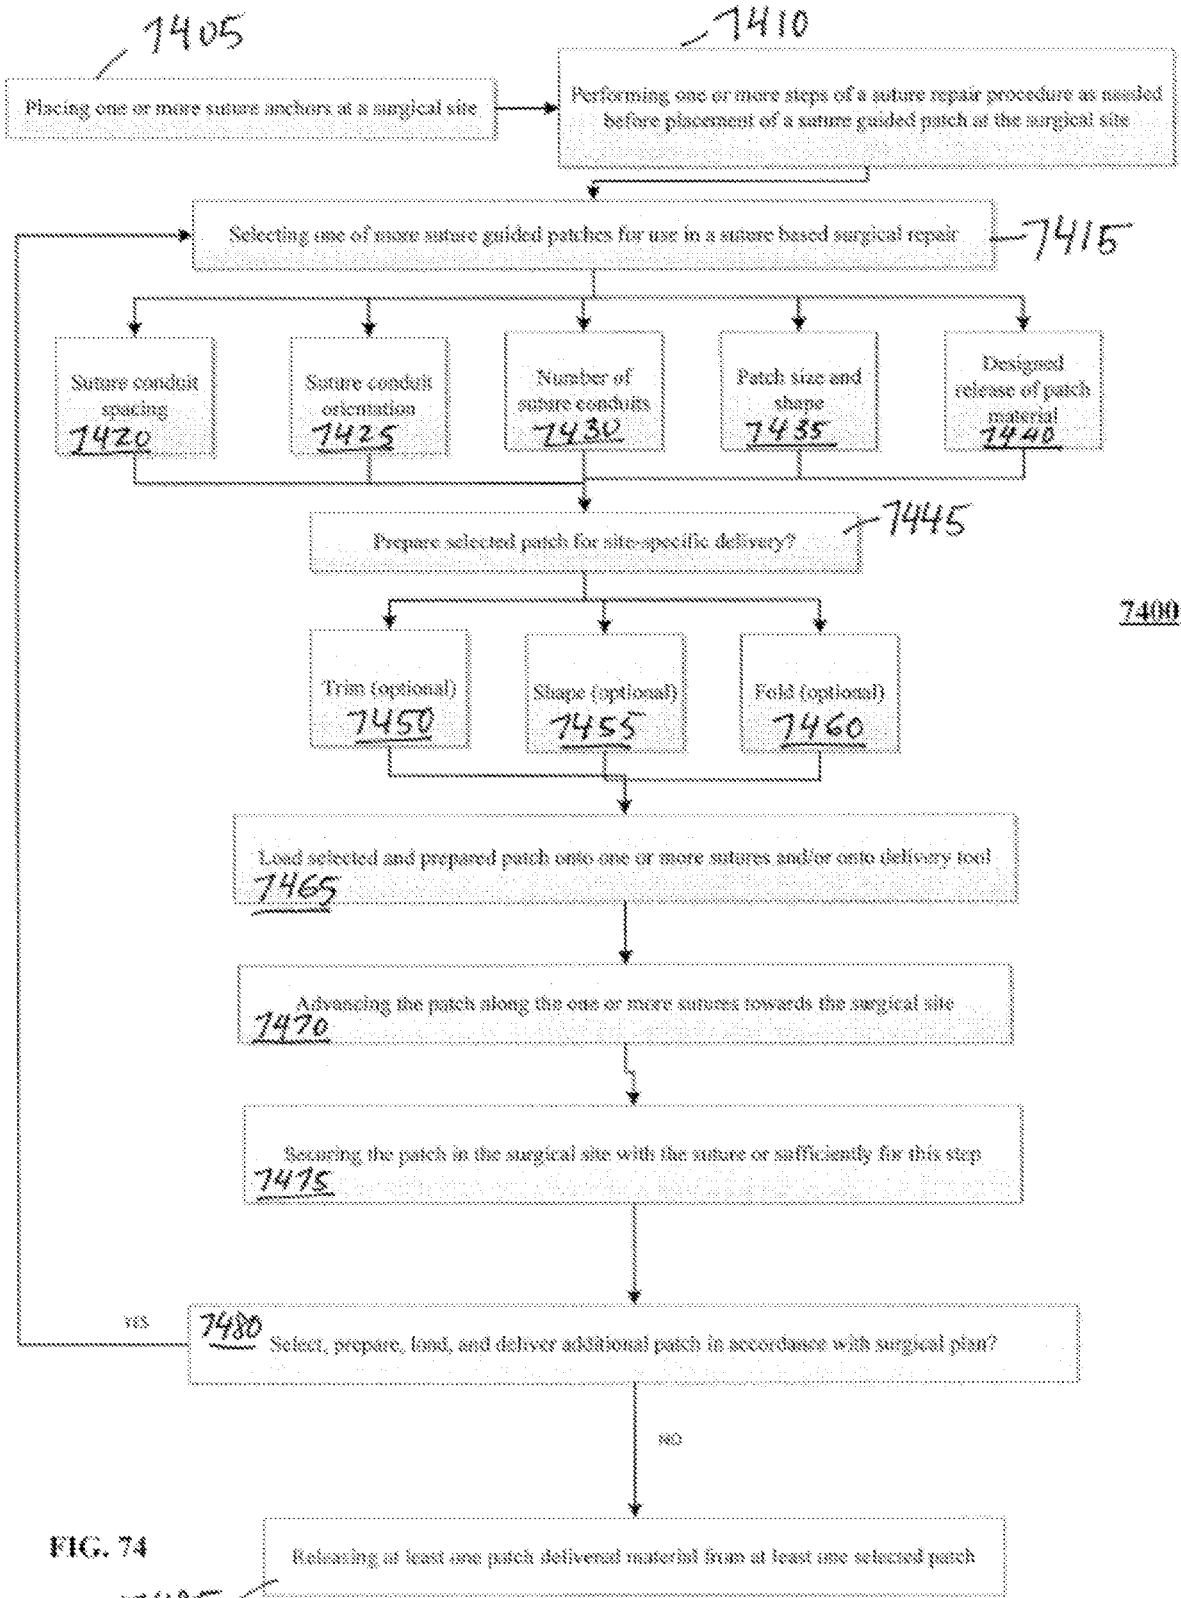 7405
7410
Placing one or more suture anchors at a surgical site
Performing one or more steps of a suture repair procedure as needed
before placement of a suture guided patch at the surgical site
Selecting one of more suture guided patches for use in a suture based surgical repair
7415
Suture conduit
spacing
7420
Suture conduit
orientation
7425
Number of
suture conduits
7430
Patch size and
shape
7435
Designed
release of patch
material
7440
Prepare selected patch for site-specific delivery?
7445
7400
Trim (optional)
7450
Shape (optional)
7455
Fold (optional)
7460
Load selected and prepared patch onto one or more sutures and/or onto delivery tool
7465
Advancing the patch along the one or more sutures towards the surgical site
7470
Securing the patch in the surgical site with the suture or sufficiently for this step
7475
YES
7480
Select, prepare, load, and deliver additional patch in accordance with surgical plan?
NO
FIG. 74
Releasing at least one patch delivered material from at least one selected patch